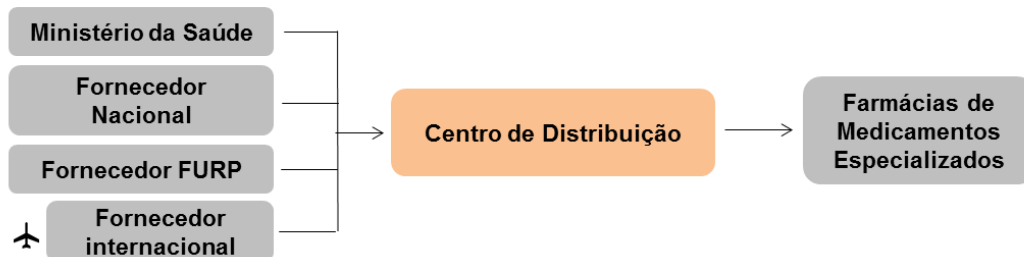 Ministério da Saúde
Fornecedor
Nacional
Fornecedor FURP
Fornecedor
internacional
Centro de Distribuição
Farmácias de
Medicamentos
Especializados